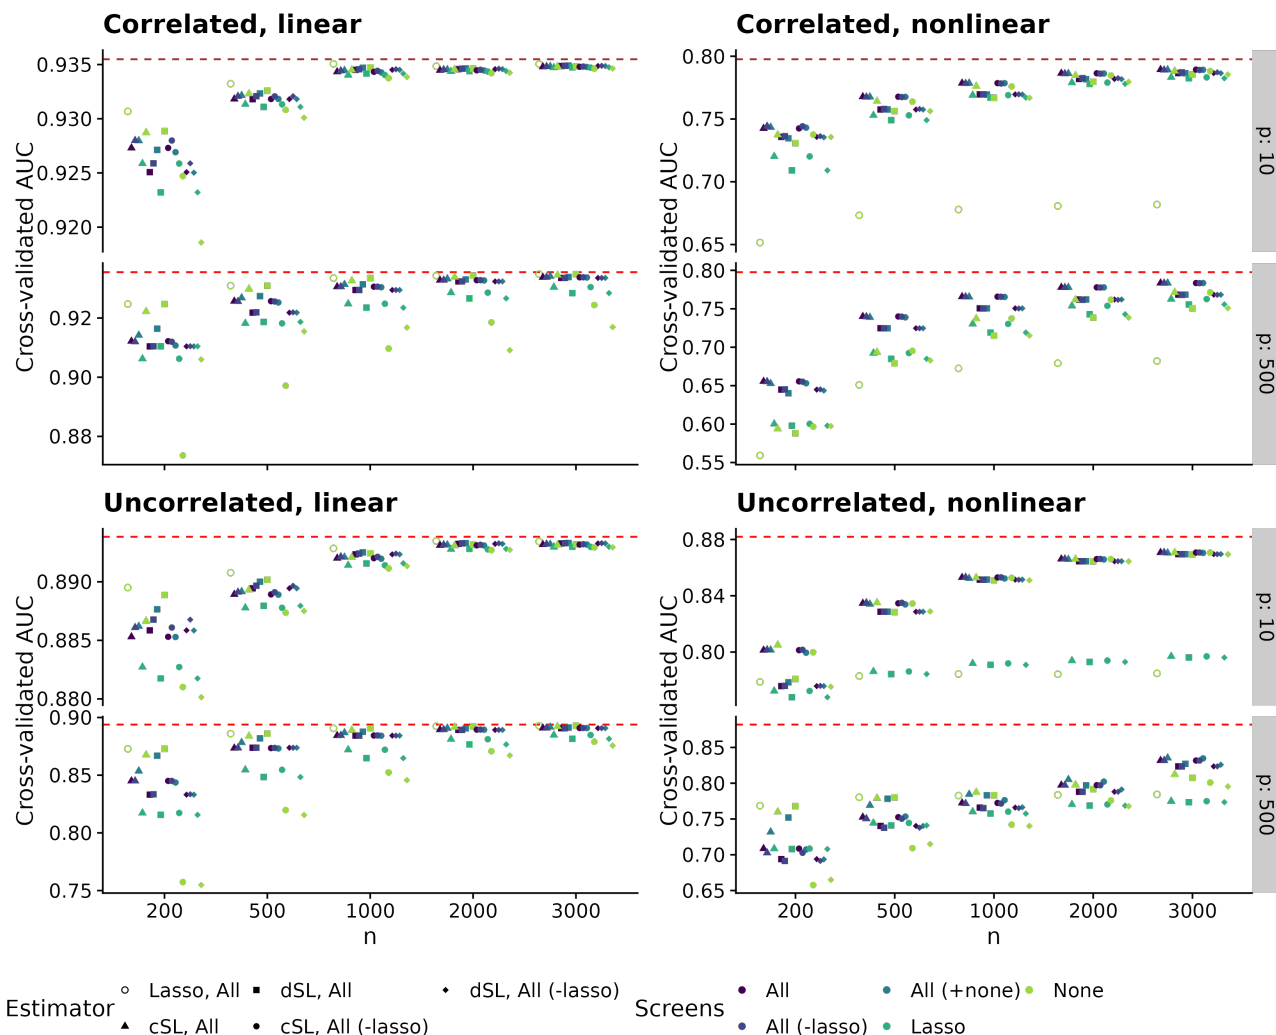 Correlated, linear
Correlated, nonlinear
Cross-validated AUC
0.935
0.930
0.925
0.920
0.92
0.90
0.88
Cross-validated AUC
0.80
0.75
0.70
0.65
p: 10
0.80
0.75
0.70
0.65
0.60
0.55
p: 500
Uncorrelated, linear
Uncorrelated, nonlinear
Cross-validated AUC
0.890
0.885
0.880
0.90
0.85
0.80
0.75
200 500 1000 2000 3000
n
Cross-validated AUC
0.88
0.84
0.80
p: 10
0.85
0.80
0.75
0.70
0.65
p: 500
200 500 1000 2000 3000
n
Estimator
Lasso, All
dSL, All
dSL, All (-lasso)
cSL, All
cSL, All (-lasso)
Screens
All
All (+none)
None
All (-lasso)
Lasso